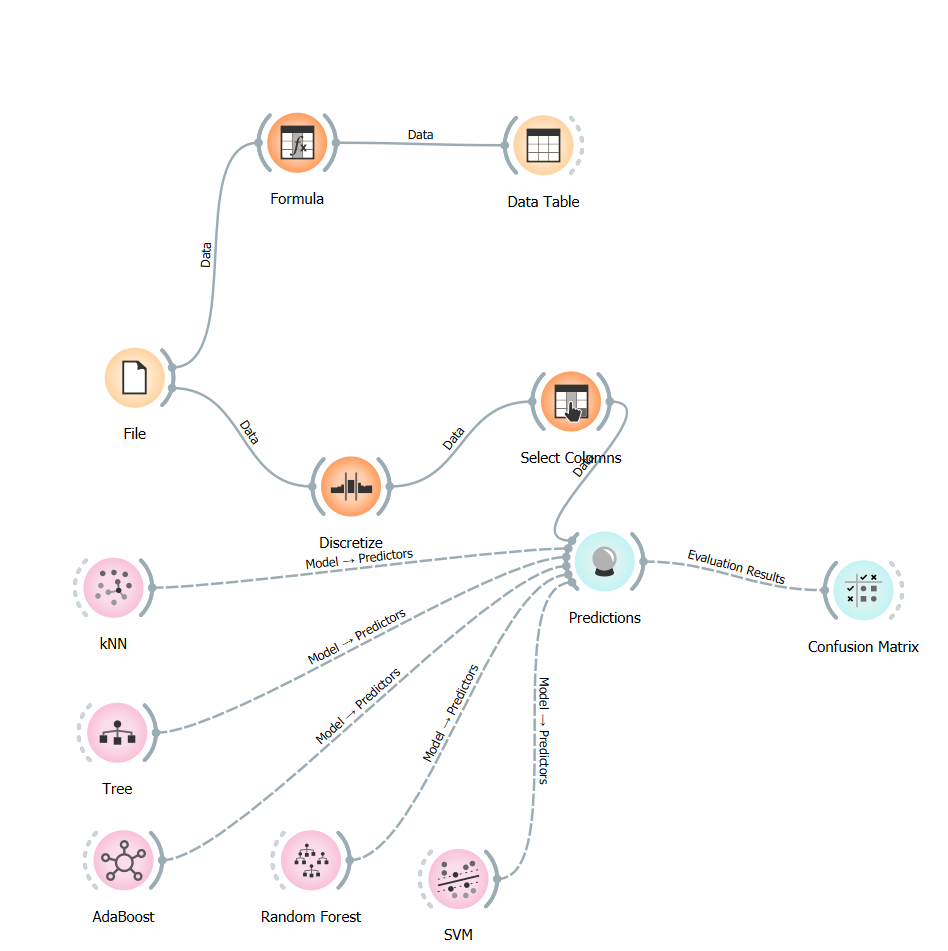 Data
Formula
Data Table
Data
File
Data
Data
Select Columns
Data
Discretize
Model → Predictors
Evaluation Results
Predictions
kNN
Confusion Matrix
Model → Predictors
Model → Predictors
Model → Predictors
Model → Predictors
Tree
AdaBoost
Random Forest
SVM